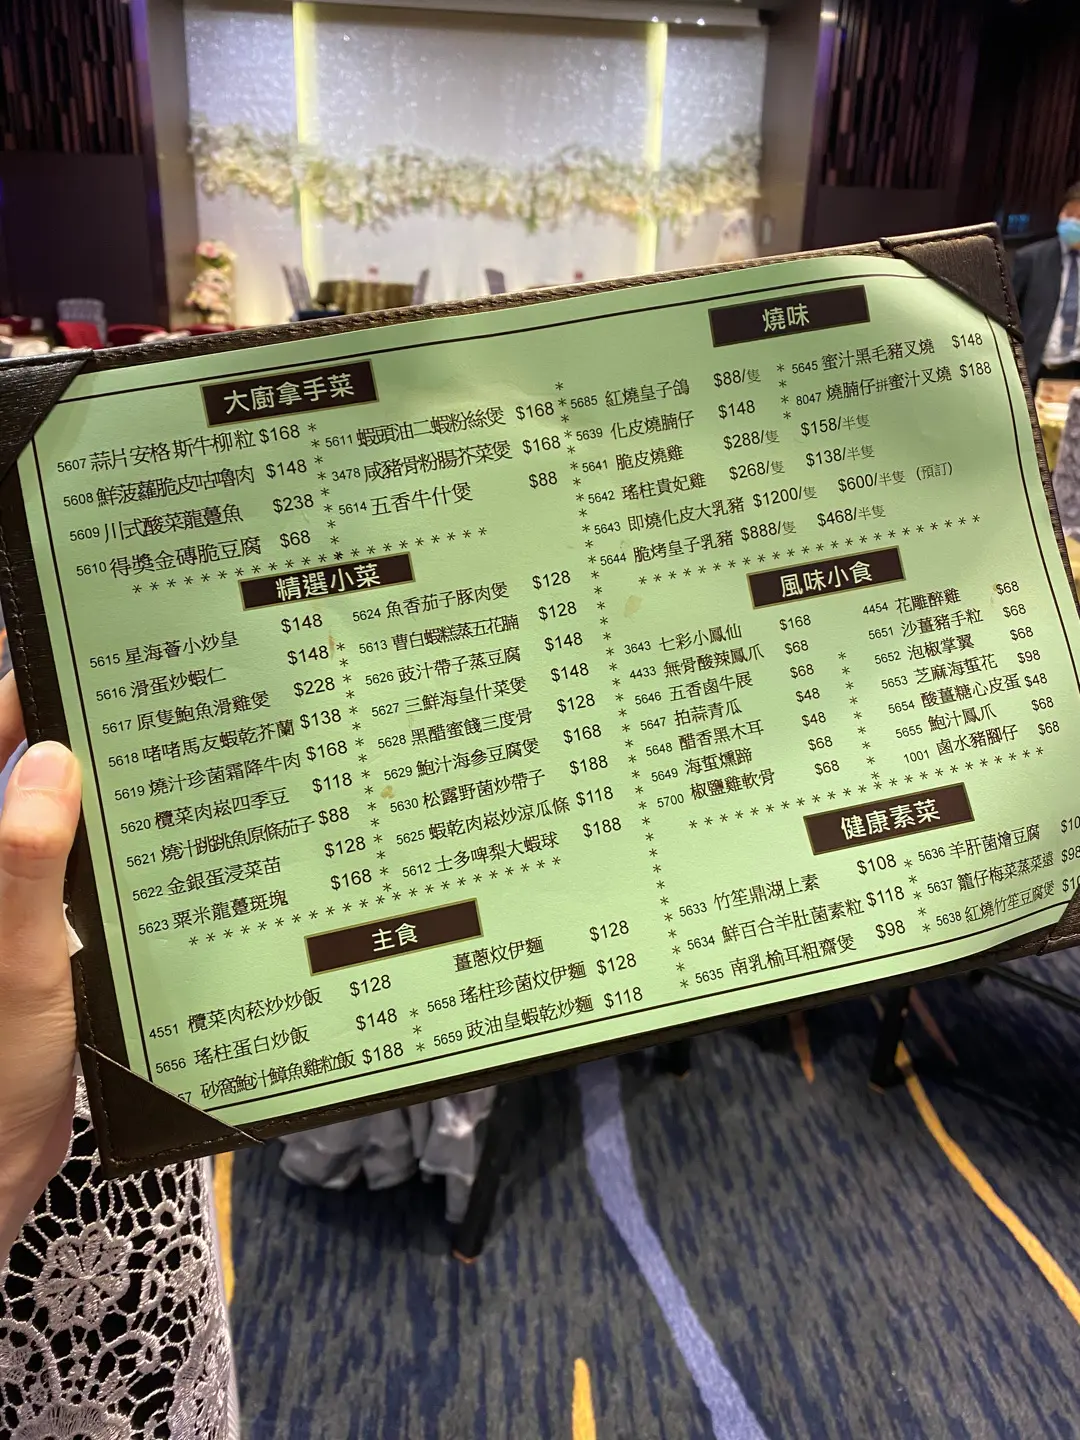 大廚拿手菜
5607 蒜片安格斯牛柳粒 $168
5608 鮮菠蘿脆皮咕嚕肉 $148
5609 川式酸菜龍躉魚 $238
5610 得獎金磚脆豆腐 $68
5611 蝦頭油二蝦粉絲煲 $168
3478 咸豬骨粉腸芥菜煲 $168
5614 五香牛什煲 $88
精選小菜
5615 星海薈小炒皇 $148
5616 滑蛋炒蝦仁 $148
5617 原隻鮑魚滑雞煲 $228
5618 啫啫馬友蝦乾芥蘭 $138
5619 燒汁珍菌霜降牛肉 $168
5620 欖菜肉崧四季豆 $118
5621 燒汁跳跳魚原條茄子 $88
5622 金銀蛋浸菜苗 $128
5623 粟米龍躉斑塊 $168
5624 魚香茄子豚肉煲 $128
5613 曹白蝦糕蒸五花腩 $128
5626 豉汁帶子蒸豆腐 $148
5627 三鮮海皇什菜煲 $148
5628 黑醋蜜餞三度骨 $128
5629 鮑汁海參豆腐煲 $168
5630 松露野菌炒帶子 $188
5625 蝦乾肉崧炒涼瓜條 $118
5612 士多啤梨大蝦球 $188
主食
4551 欖菜肉崧炒炒飯 $128
5656 瑤柱蛋白炒飯 $148
57 砂窩鮑汁鱆魚雞粒飯 $188
薑蔥炆伊麵 $128
5658 瑤柱珍菌炆伊麵 $128
5659 豉油皇蝦乾炒麵 $118
燒味
5685 紅燒皇子鴿 $88/隻
5639 化皮燒腩仔 $148
5641 脆皮燒雞 $288/隻 $158/半隻
5642 瑤柱貴妃雞 $268/隻 $138/半隻
5643 即燒化皮大乳豬 $1200/隻 $600/半隻 (預訂)
5644 脆烤皇子乳豬 $888/隻 $468/半隻
5645 蜜汁黑毛豬叉燒 $148
8047 燒腩仔拼蜜汁叉燒 $188
風味小食
3643 七彩小鳳仙 $168
4433 無骨酸辣鳳爪 $68
5646 五香鹵牛展 $68
5647 拍蒜青瓜 $48
5648 醋香黑木耳 $48
5649 海蜇燻蹄 $68
5700 椒鹽雞軟骨 $68
4454 花雕醉雞 $68
5651 沙薑豬手粒 $68
5652 泡椒掌翼 $68
5653 芝麻海蜇花 $98
5654 酸薑糖心皮蛋 $48
5655 鮑汁鳳爪 $68
1001 鹵水豬腳仔 $68
健康素菜
5633 竹笙鼎湖上素 $108
5634 鮮百合羊肚菌素粒 $118
5635 南乳榆耳粗齋煲 $98
5636 羊肝菌燴豆腐
5637 籠仔梅菜蒸菜遠 $98
5638 紅燒竹笙豆腐煲